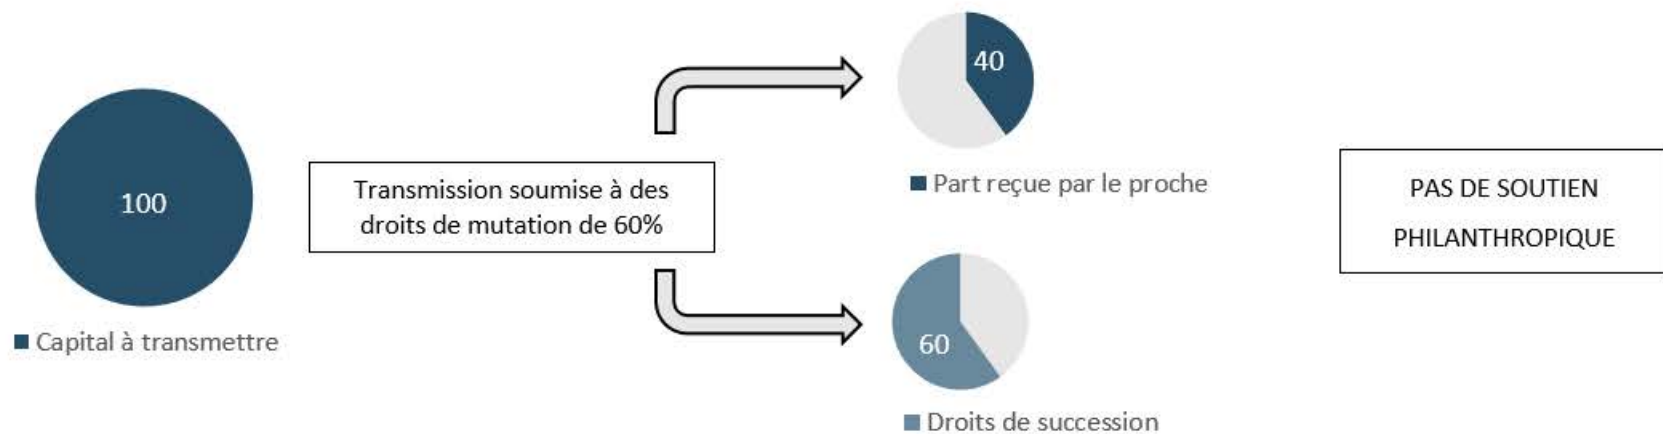 100
Capital à transmettre
Transmission soumise à des
droits de mutation de 60%
40
Part reçue par le proche
60
Droits de succession
PAS DE SOUTIEN
PHILANTHROPIQUE